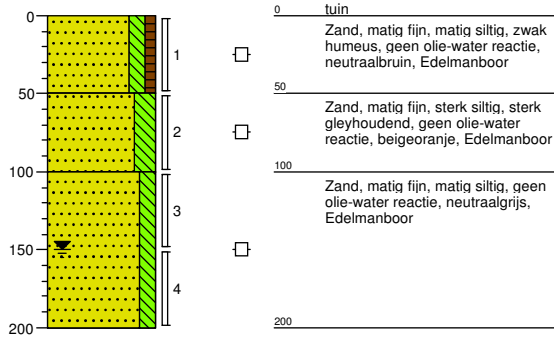 0
50
100
150
200
1
2
3
4
0 tuin
Zand, matig fijn, matig siltig, zwak
humeus, geen olie-water reactie,
neutraalbruin, Edelmanboor
50
Zand, matig fijn, sterk siltig, sterk
gleyhoudend, geen olie-water
reactie, beigeoranje, Edelmanboor
100
Zand, matig fijn, matig siltig, geen
olie-water reactie, neutraalgrijs,
Edelmanboor
200